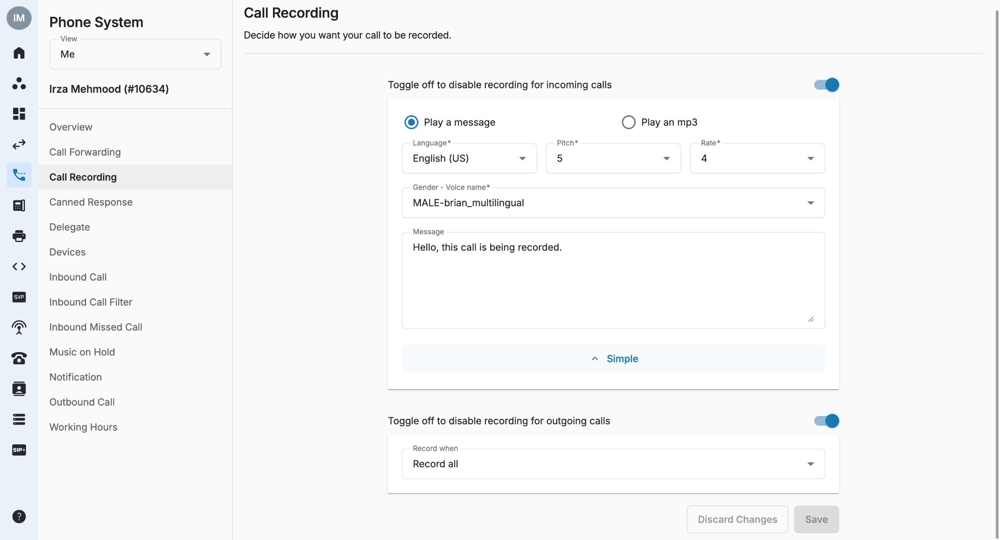 IM
Phone System
View
Me
Irza Mehmood (#10634)
Overview
Call Forwarding
Call Recording
Canned Response
Delegate
Devices
Inbound Call
Inbound Call Filter
Inbound Missed Call
Music on Hold
Notification
Outbound Call
Working Hours
SIP
SIP+
?
Call Recording
Decide how you want your call to be recorded.
Toggle off to disable recording for incoming calls
Play a message
Play an mp3
Language*
English (US)
Pitch*
5
Rate*
4
Gender - Voice name*
MALE-brian_multilingual
Message
Hello, this call is being recorded.
Simple
Toggle off to disable recording for outgoing calls
Record when
Record all
Discard Changes
Save